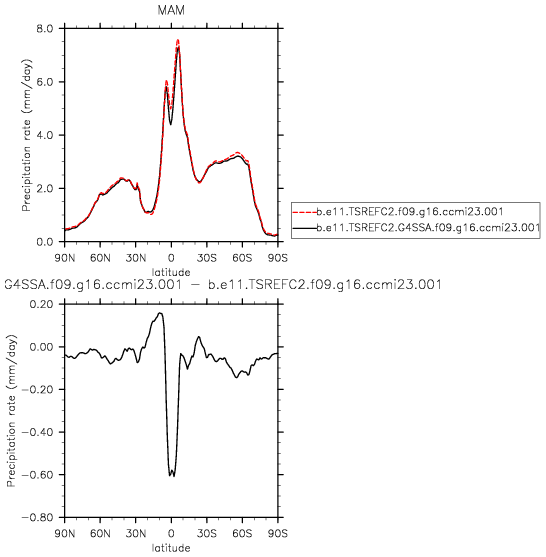 MAM
Precipitation rate (mm/day)
8.0
6.0
4.0
2.0
0.0
90N 60N 30N 0 30S 60S 90S
latitude
b.e11.TSREFC2.f09.g16.ccmi23.001
b.e11.TSREFC2.G4SSA.f09.g16.ccmi23.001
G4SSA.f09.g16.ccmi23.001 − b.e11.TSREFC2.f09.g16.ccmi23.001
Precipitation rate (mm/day)
0.20
0.00
−0.20
−0.40
−0.60
−0.80
90N 60N 30N 0 30S 60S 90S
latitude